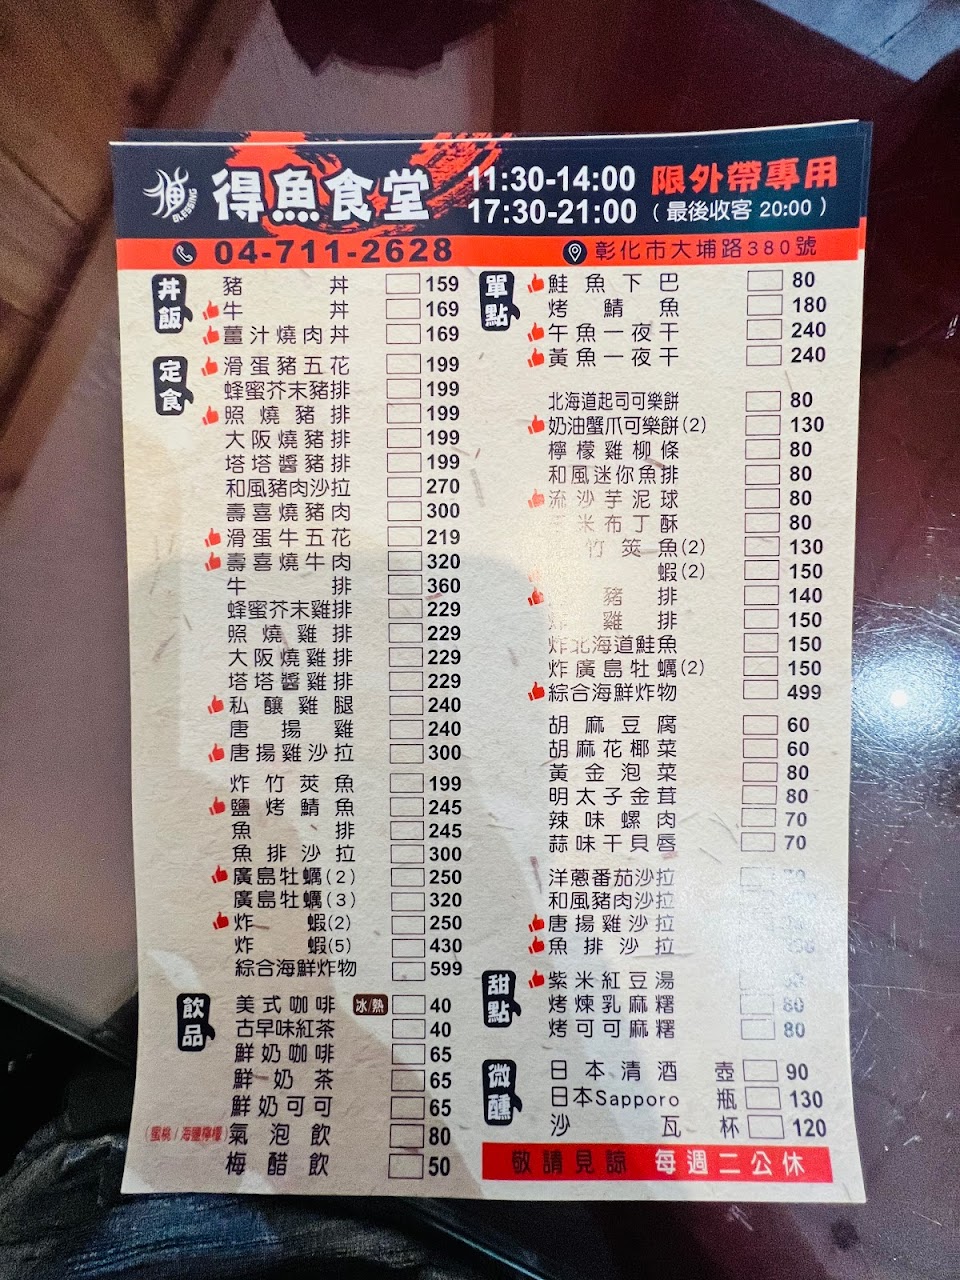 BLESSING
得魚食堂
11:30-14:00
17:30-21:00
限外帶專用
(最後收客 20:00)
04-711-2628
彰化市大埔路380號
丼飯
豬丼 159
牛丼 169
薑汁燒肉丼 169
定食
滑蛋豬五花 199
蜂蜜芥末豬排 199
照燒豬排 199
大阪燒豬排 199
塔塔醬豬排 199
和風豬肉沙拉 270
壽喜燒豬肉 300
滑蛋牛五花 219
壽喜燒牛肉 320
牛排 360
蜂蜜芥末雞排 229
照燒雞排 229
大阪燒雞排 229
塔塔醬雞排 229
私釀雞腿 240
唐揚雞 240
唐揚雞沙拉 300
炸竹莢魚 199
鹽烤鯖魚 245
魚排 245
魚排沙拉 300
廣島牡蠣(2) 250
廣島牡蠣(3) 320
炸蝦(2) 250
炸蝦(5) 430
綜合海鮮炸物 599
飲品
美式咖啡 冰/熱 40
古早味紅茶 40
鮮奶咖啡 65
鮮奶茶 65
鮮奶可可 65
(蜜桃/海鹽檸檬)氣泡飲 80
梅醋飲 50
單點
鮭魚下巴 80
烤鯖魚 180
午魚一夜干 240
黃魚一夜干 240
北海道起司可樂餅 80
奶油蟹爪可樂餅(2) 130
檸檬雞柳條 80
和風迷你魚排 80
流沙芋泥球 80
米布丁酥 80
竹莢魚(2) 130
蝦(2) 150
豬排 140
炸雞排 150
炸北海道鮭魚 150
炸廣島牡蠣(2) 150
綜合海鮮炸物 499
胡麻豆腐 60
胡麻花椰菜 60
黃金泡菜 80
明太子金茸 80
辣味螺肉 70
蒜味干貝唇 70
洋蔥番茄沙拉
和風豬肉沙拉
唐揚雞沙拉
魚排沙拉
甜點
紫米紅豆湯
烤煉乳麻糬 80
烤可可麻糬 80
微醺
日本清酒 壺 90
日本Sapporo 瓶 130
沙瓦 杯 120
敬請見諒 每週二公休